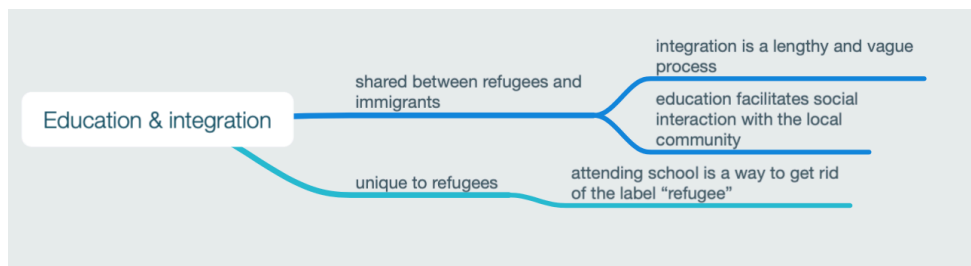 Education & integration
shared between refugees and
immigrants
integration is a lengthy and vague
process
education facilitates social
interaction with the local
community
unique to refugees
attending school is a way to get rid
of the label “refugee”